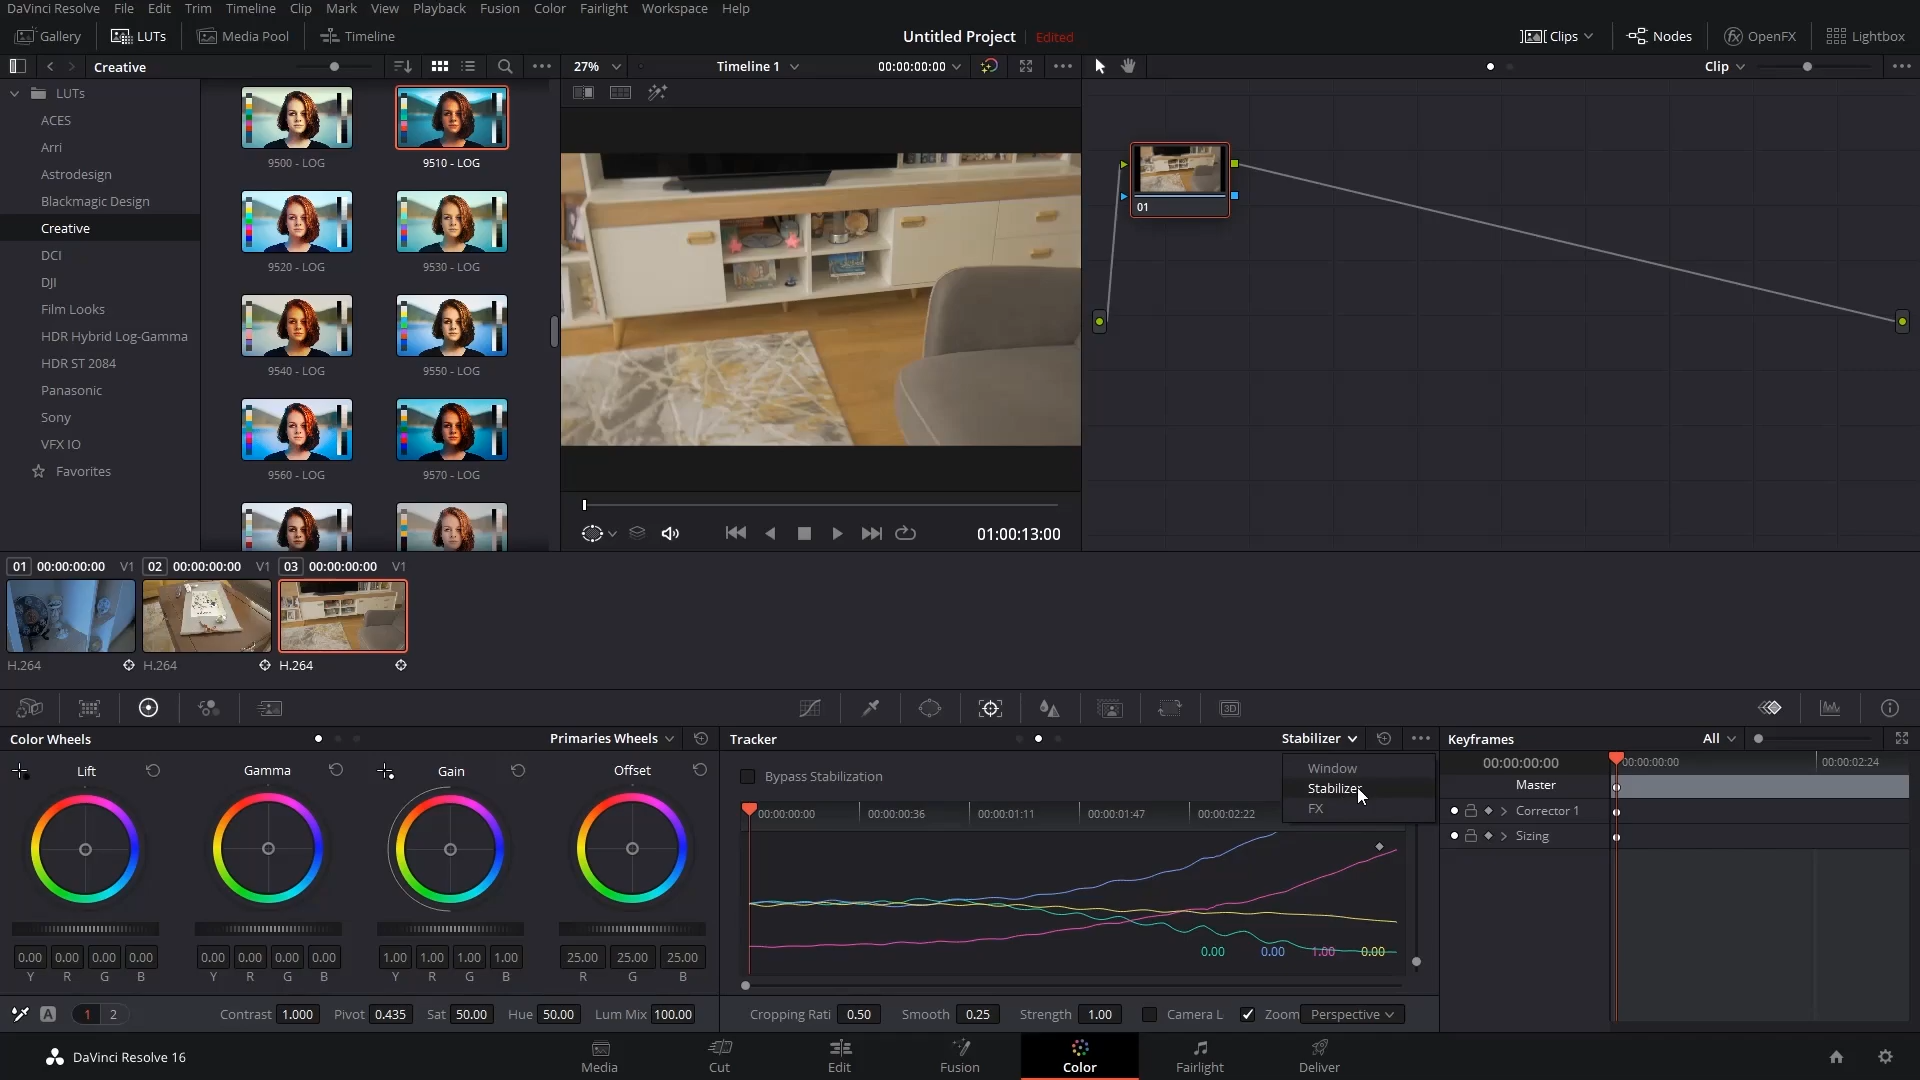 DaVinci Resolve File Edit Trim Timeline Clip Mark View Playback Fusion Color Fairlight Workspace Help
Gallery LUTs Media Pool Timeline Untitled Project Edited Clips Nodes OpenFX Lightbox
Creative 27% Timeline 1 00:00:00:00 Clip
LUTs
ACES
Arri
Astrodesign
Blackmagic Design
Creative
DCI
DJI
Film Looks
HDR Hybrid Log-Gamma
HDR ST 2084
Panasonic
Sony
VFX IO
Favorites
9500 - LOG 9510 - LOG
9520 - LOG 9530 - LOG
9540 - LOG 9550 - LOG
9560 - LOG 9570 - LOG
01:00:13:00
01
01 00:00:00:00 V1 02 00:00:00:00 V1 03 00:00:00:00 V1
H.264 H.264 H.264
3D
Color Wheels Primaries Wheels
Lift Gamma Gain Offset
0.00 0.00 0.00 0.00 0.00 0.00 0.00 0.00 1.00 1.00 1.00 1.00 25.00 25.00 25.00
Y R G B Y R G B Y R G B R G B
A 1 2 Contrast 1.000 Pivot 0.435 Sat 50.00 Hue 50.00 Lum Mix 100.00
Tracker Stabilizer
Window
Stabilizer
FX
Bypass Stabilization
00:00:00:00 00:00:00:36 00:00:01:11 00:00:01:47 00:00:02:22
0.00 0.00 1.00 0.00
Cropping Rati 0.50 Smooth 0.25 Strength 1.00 Camera L Zoom Perspective
Keyframes All
00:00:00:00 00:00:00:00 00:00:02:24
Master
Corrector 1
Sizing
DaVinci Resolve 16 Media Cut Edit Fusion Color Fairlight Deliver